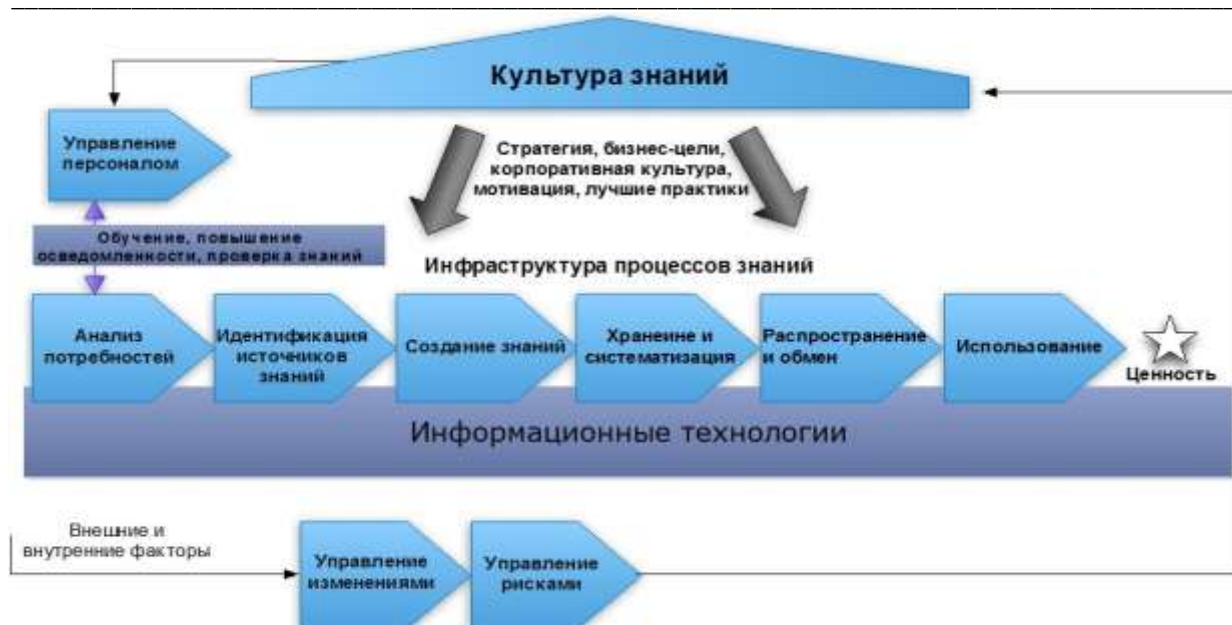 Культура знаний
Управление
персоналом
Стратегия, бизнес-цели,
корпоративная культура,
мотивация, лучшие практики
Обучение, повышение
осведомленности, проверка знаний
Инфраструктура процессов знаний
Анализ
потребностей
Идентификация
источников
знаний
Создание знаний
Хранеине и
систематизация
Распространение
и обмен
Использование
Ценность
Информационные технологии
Внешние и
внутренние факторы
Управление
изменениями
Управление
рисками